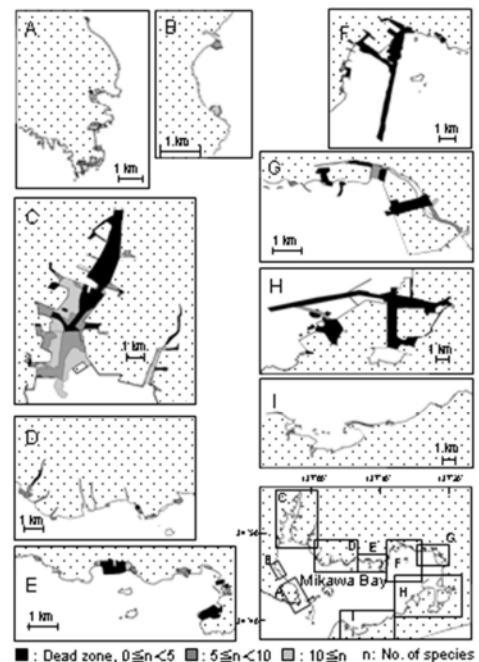 A
1 km
B
1 km
F
1 km
G
1 km
C
1 km
H
1 km
I
1 km
D
1 km
E
1 km
C
D
E
F
G
B
A
Mikawa Bay
H
I
■ : Dead zone, 0≦n<5 ■ : 5≦n<10 ■ : 10≦n n: No. of species